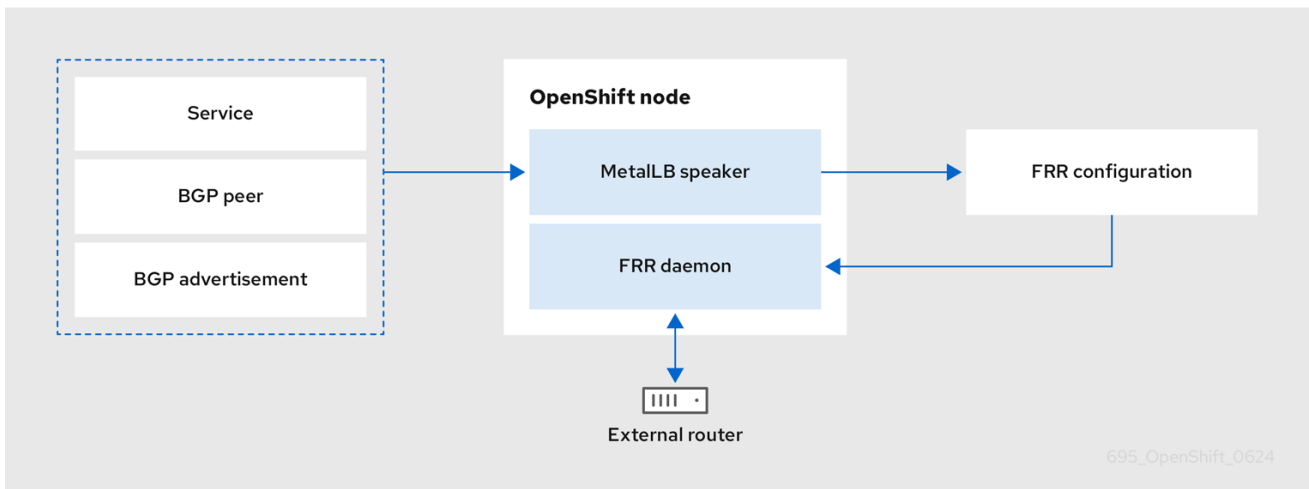 Service
BGP peer
BGP advertisement
OpenShift node
MetalLB speaker
FRR daemon
FRR configuration
External router
695_OpenShift_0624